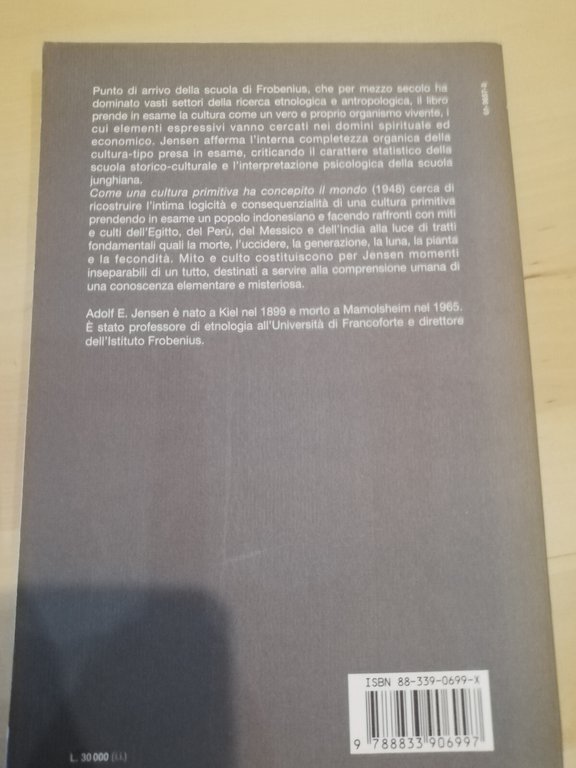 Punto di arrivo della scuola di Frobenius, che per mezzo secolo ha
dominato vasti settori della ricerca etnologica e antropologica, il libro
prende in esame la cultura come un vero e proprio organismo vivente, i
cui elementi espressivi vanno cercati nei domini spirituale ed
economico. Jensen afferma l'interna completezza organica della
cultura-tipo presa in esame, criticando il carattere statistico della
scuola storico-culturale e l'interpretazione psicologica della scuola
junghiana.
Come una cultura primitiva ha concepito il mondo (1948) cerca di
ricostruire l'intima logicità e consequenzialità di una cultura primitiva
prendendo in esame un popolo indonesiano e facendo raffronti con miti
e culti dell'Egitto, del Perù, del Messico e dell'India alla luce di tratti
fondamentali quali la morte, l'uccidere, la generazione, la luna, la pianta
e la fecondità. Mito e culto costituiscono per Jensen momenti
inseparabili di un tutto, destinati a servire alla comprensione umana di
una conoscenza elementare e misteriosa.
Adolf E. Jensen è nato a Kiel nel 1899 e morto a Mamolsheim nel 1965.
È stato professore di etnologia all'Università di Francoforte e direttore
dell'Istituto Frobenius.
ISBN 88-339-0699-X
9 788833 906997
L. 30 000 (i.i.)